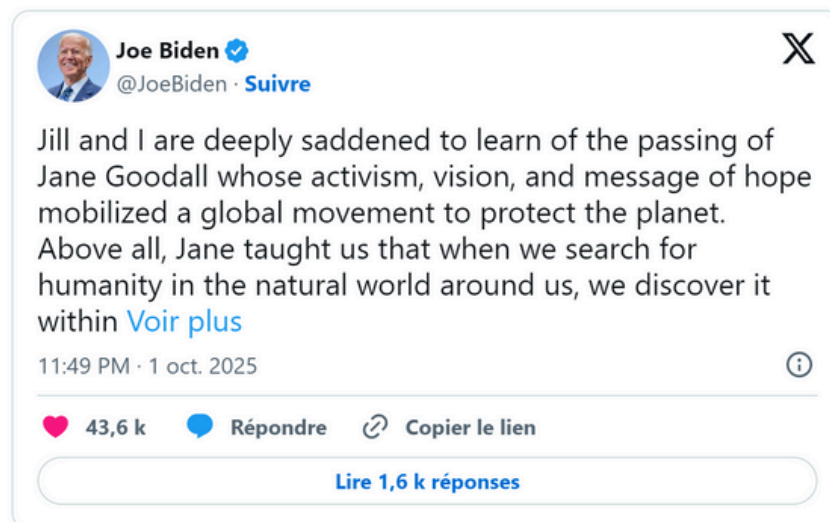 Joe Biden
@JoeBiden · Suivre
Jill and I are deeply saddened to learn of the passing of
Jane Goodall whose activism, vision, and message of hope
mobilized a global movement to protect the planet.
Above all, Jane taught us that when we search for
humanity in the natural world around us, we discover it
within Voir plus
11:49 PM · 1 oct. 2025
43,6 k Répondre Copier le lien
Lire 1,6 k réponses